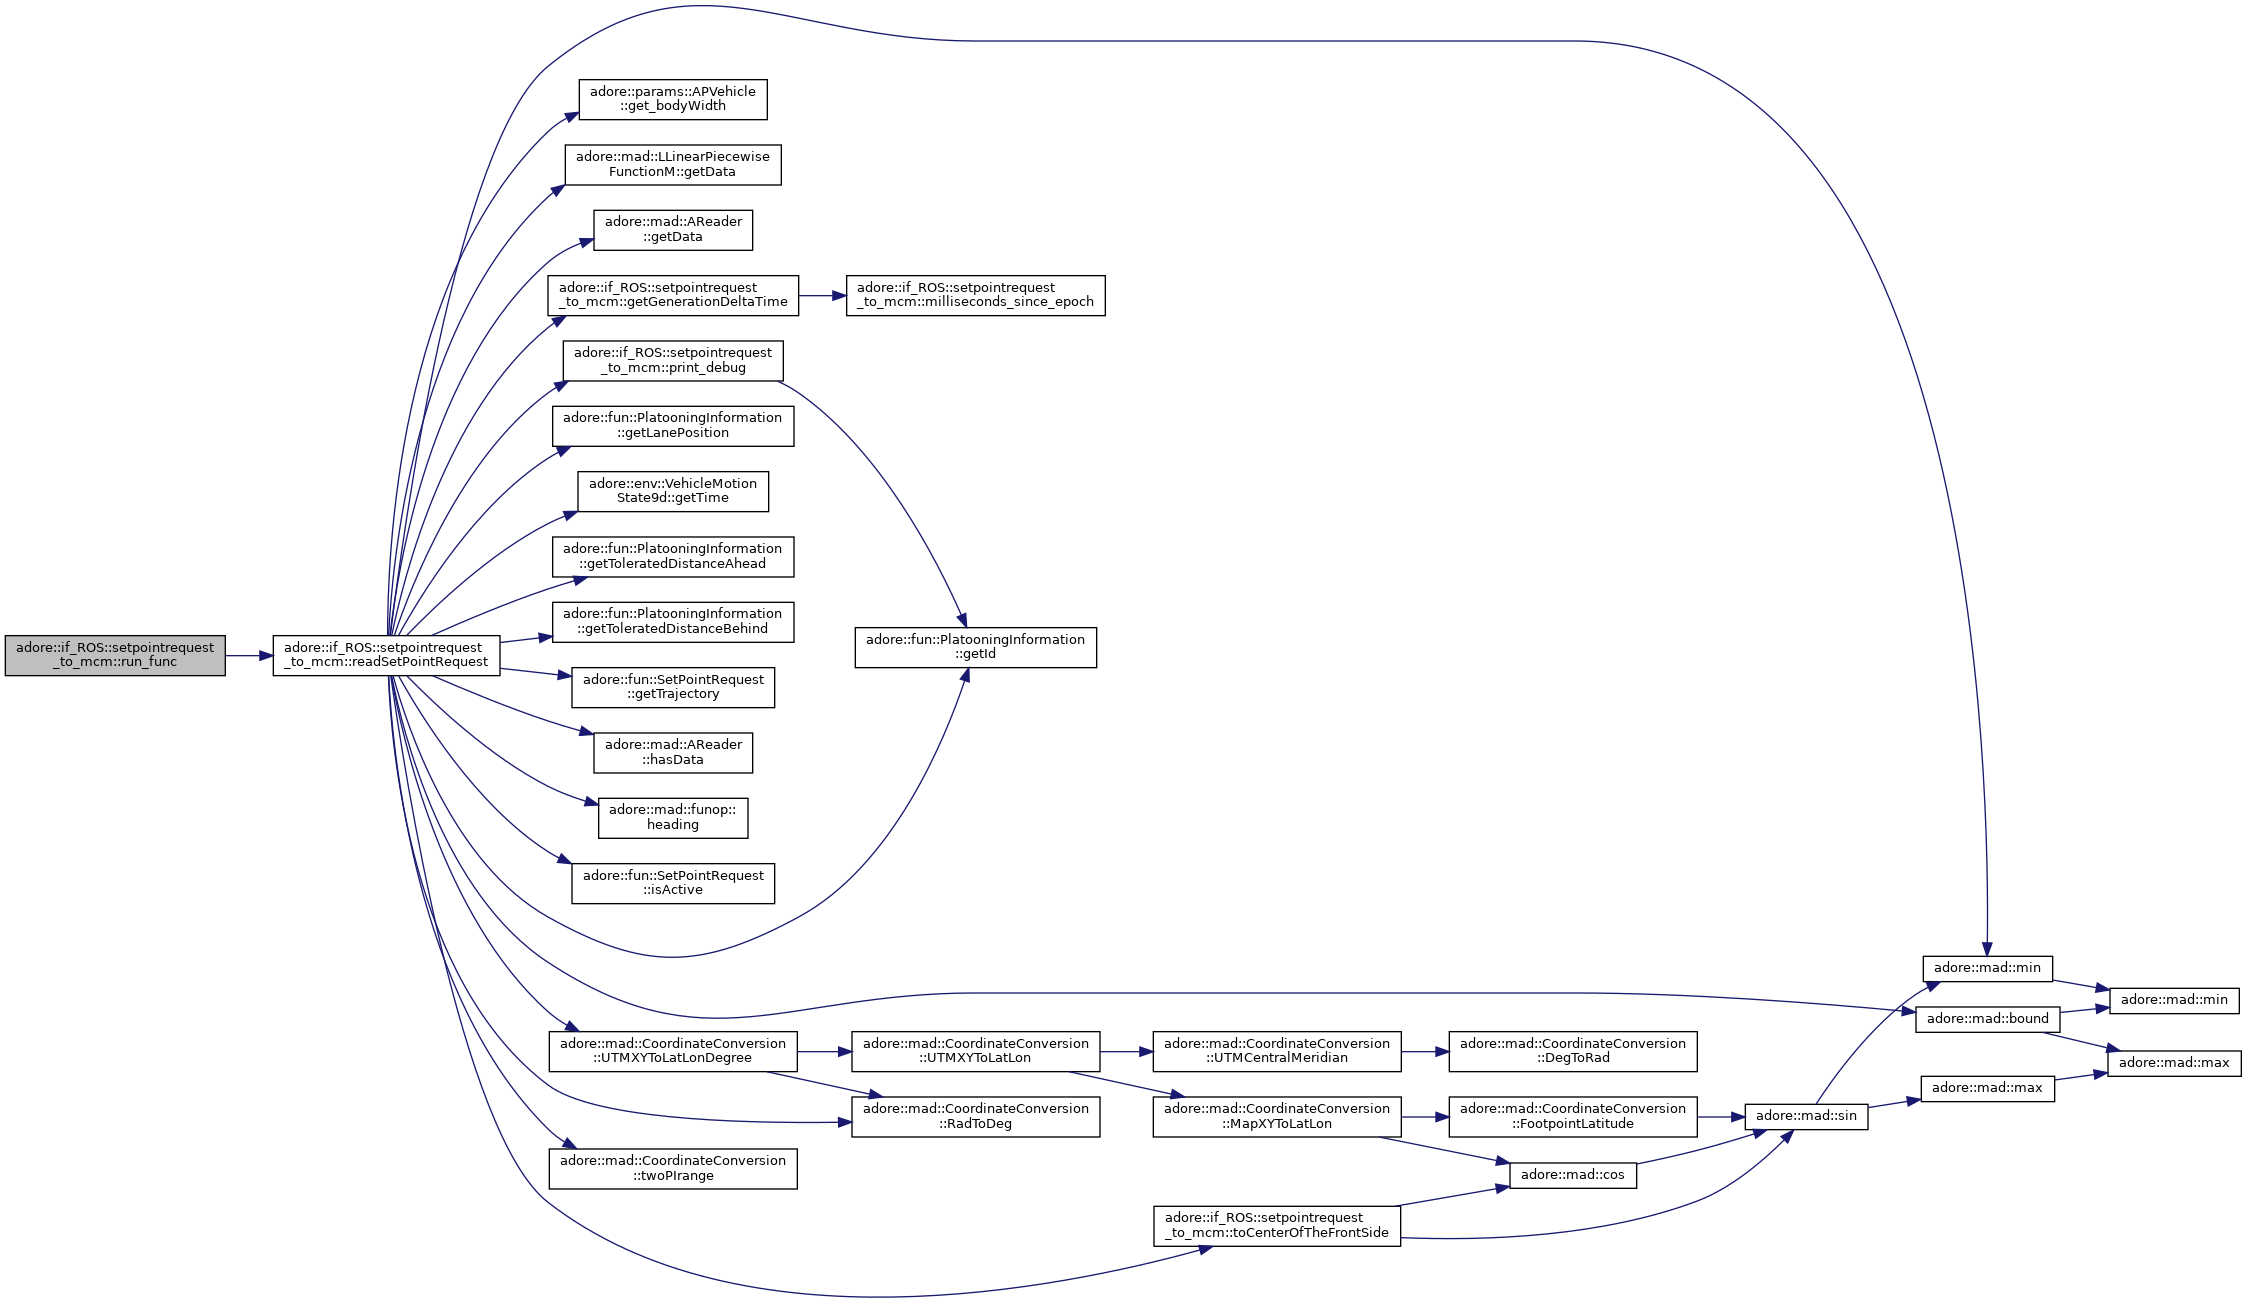 adore::if_ROS::setpointrequest
_to_mcm::run_func
adore::if_ROS::setpointrequest
_to_mcm::readSetPointRequest
adore::params::APVehicle
::get_bodyWidth
adore::mad::LLinearPiecewise
FunctionM::getData
adore::mad::AReader
::getData
adore::if_ROS::setpointrequest
_to_mcm::getGenerationDeltaTime
adore::if_ROS::setpointrequest
_to_mcm::milliseconds_since_epoch
adore::if_ROS::setpointrequest
_to_mcm::print_debug
adore::fun::PlatooningInformation
::getLanePosition
adore::env::VehicleMotion
State9d::getTime
adore::fun::PlatooningInformation
::getToleratedDistanceAhead
adore::fun::PlatooningInformation
::getToleratedDistanceBehind
adore::fun::PlatooningInformation
::getId
adore::fun::SetPointRequest
::getTrajectory
adore::mad::AReader
::hasData
adore::mad::funop::
heading
adore::fun::SetPointRequest
::isActive
adore::mad::min
adore::mad::min
adore::mad::bound
adore::mad::CoordinateConversion
::UTMXYToLatLonDegree
adore::mad::CoordinateConversion
::UTMXYToLatLon
adore::mad::CoordinateConversion
::UTMCentralMeridian
adore::mad::CoordinateConversion
::DegToRad
adore::mad::max
adore::mad::max
adore::mad::CoordinateConversion
::RadToDeg
adore::mad::CoordinateConversion
::MapXYToLatLon
adore::mad::CoordinateConversion
::FootpointLatitude
adore::mad::sin
adore::mad::CoordinateConversion
::twoPIrange
adore::mad::cos
adore::if_ROS::setpointrequest
_to_mcm::toCenterOfTheFrontSide